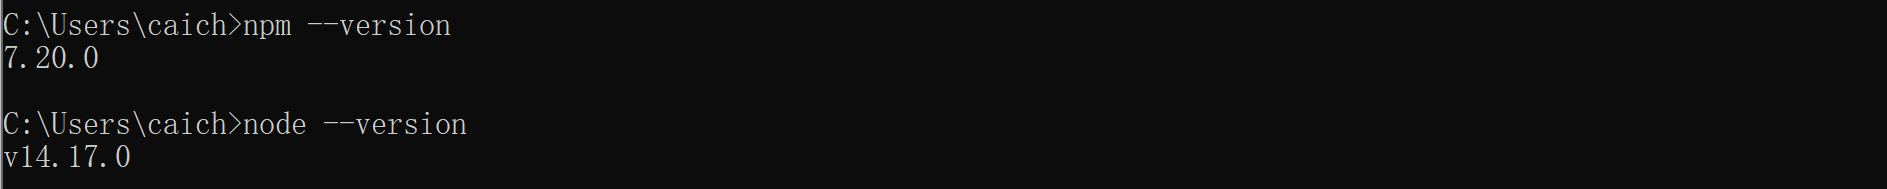 C:\Users\caich>npm --version
7.20.0
C:\Users\caich>node --version
v14.17.0